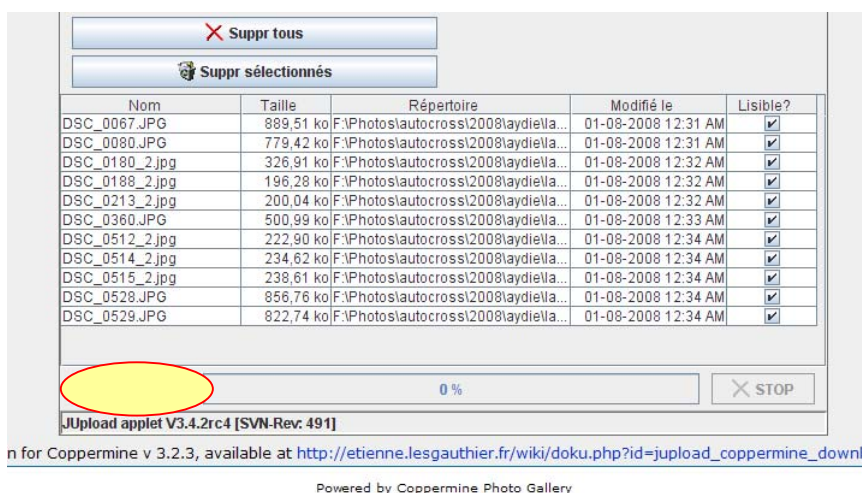 Suppr tous
Suppr sélectionnés
Nom Taille Répertoire Modifié le Lisible?
DSC_0067.JPG 889,51 ko F:\Photos\autocross\2008\aydie\la... 01-08-2008 12:31 AM
DSC_0080.JPG 779,42 ko F:\Photos\autocross\2008\aydie\la... 01-08-2008 12:31 AM
DSC_0180_2.jpg 326,91 ko F:\Photos\autocross\2008\aydie\la... 01-08-2008 12:32 AM
DSC_0188_2.jpg 196,28 ko F:\Photos\autocross\2008\aydie\la... 01-08-2008 12:32 AM
DSC_0213_2.jpg 200,04 ko F:\Photos\autocross\2008\aydie\la... 01-08-2008 12:32 AM
DSC_0360.JPG 500,99 ko F:\Photos\autocross\2008\aydie\la... 01-08-2008 12:33 AM
DSC_0512_2.jpg 222,90 ko F:\Photos\autocross\2008\aydie\la... 01-08-2008 12:34 AM
DSC_0514_2.jpg 234,62 ko F:\Photos\autocross\2008\aydie\la... 01-08-2008 12:34 AM
DSC_0515_2.jpg 238,61 ko F:\Photos\autocross\2008\aydie\la... 01-08-2008 12:34 AM
DSC_0528.JPG 856,76 ko F:\Photos\autocross\2008\aydie\la... 01-08-2008 12:34 AM
DSC_0529.JPG 822,74 ko F:\Photos\autocross\2008\aydie\la... 01-08-2008 12:34 AM
0 % STOP
JUpload applet V3.4.2rc4 [SVN-Rev: 491]
n for Coppermine v 3.2.3, available at http://etienne.lesgauthier.fr/wiki/doku.php?id=jupload_coppermine_downl
Powered by Coppermine Photo Gallery